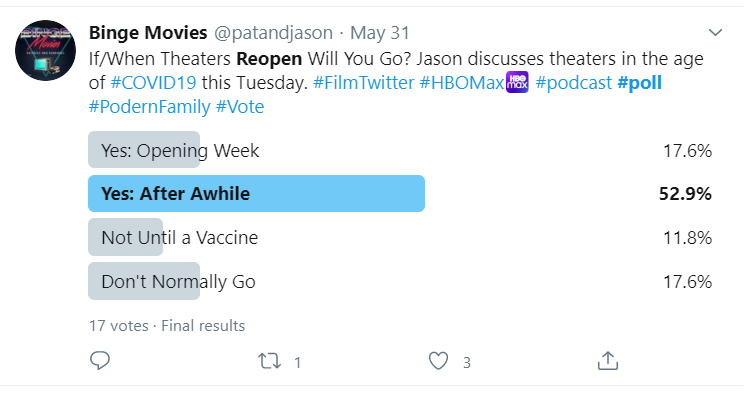 Binge Movies @patandjason · May 31
If/When Theaters Reopen Will You Go? Jason discusses theaters in the age
of #COVID19 this Tuesday. #FilmTwitter #HBOMax HBO max #podcast #poll
#PodernFamily #Vote
Yes: Opening Week 17.6%
Yes: After Awhile 52.9%
Not Until a Vaccine 11.8%
Don't Normally Go 17.6%
17 votes · Final results
1 3